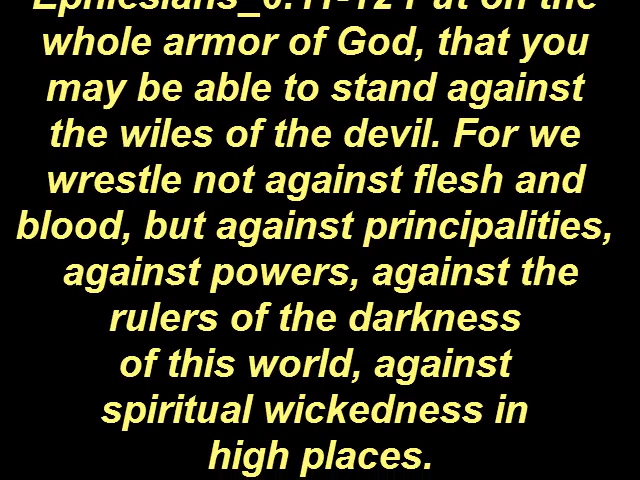 Ephesians_6:11-12 Put on the
whole armor of God, that you
may be able to stand against
the wiles of the devil. For we
wrestle not against flesh and
blood, but against principalities,
against powers, against the
rulers of the darkness
of this world, against
spiritual wickedness in
high places.